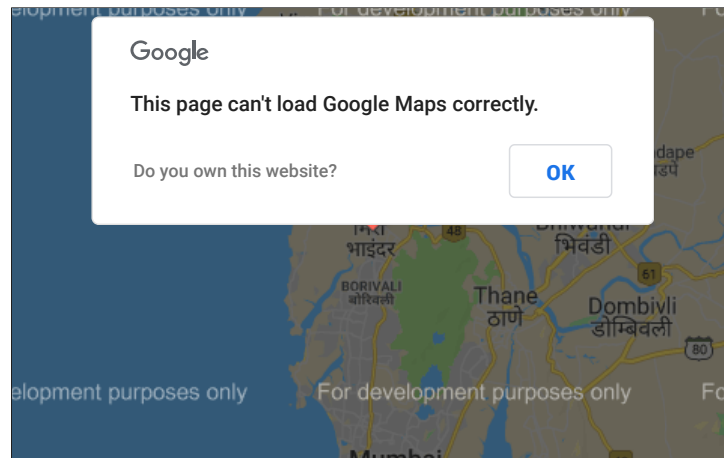 elopment purposes only
For development purposes only
Fo
Google
This page can't load Google Maps correctly.
Do you own this website?
OK
dape
भाइंदर
48
भिवंडी
61
BORIVALI
बोरिवली
Thane
ठाणे
Dombivli
डोम्बिवली
80
elopment purposes only
For development purposes only
Fo
Mumbai